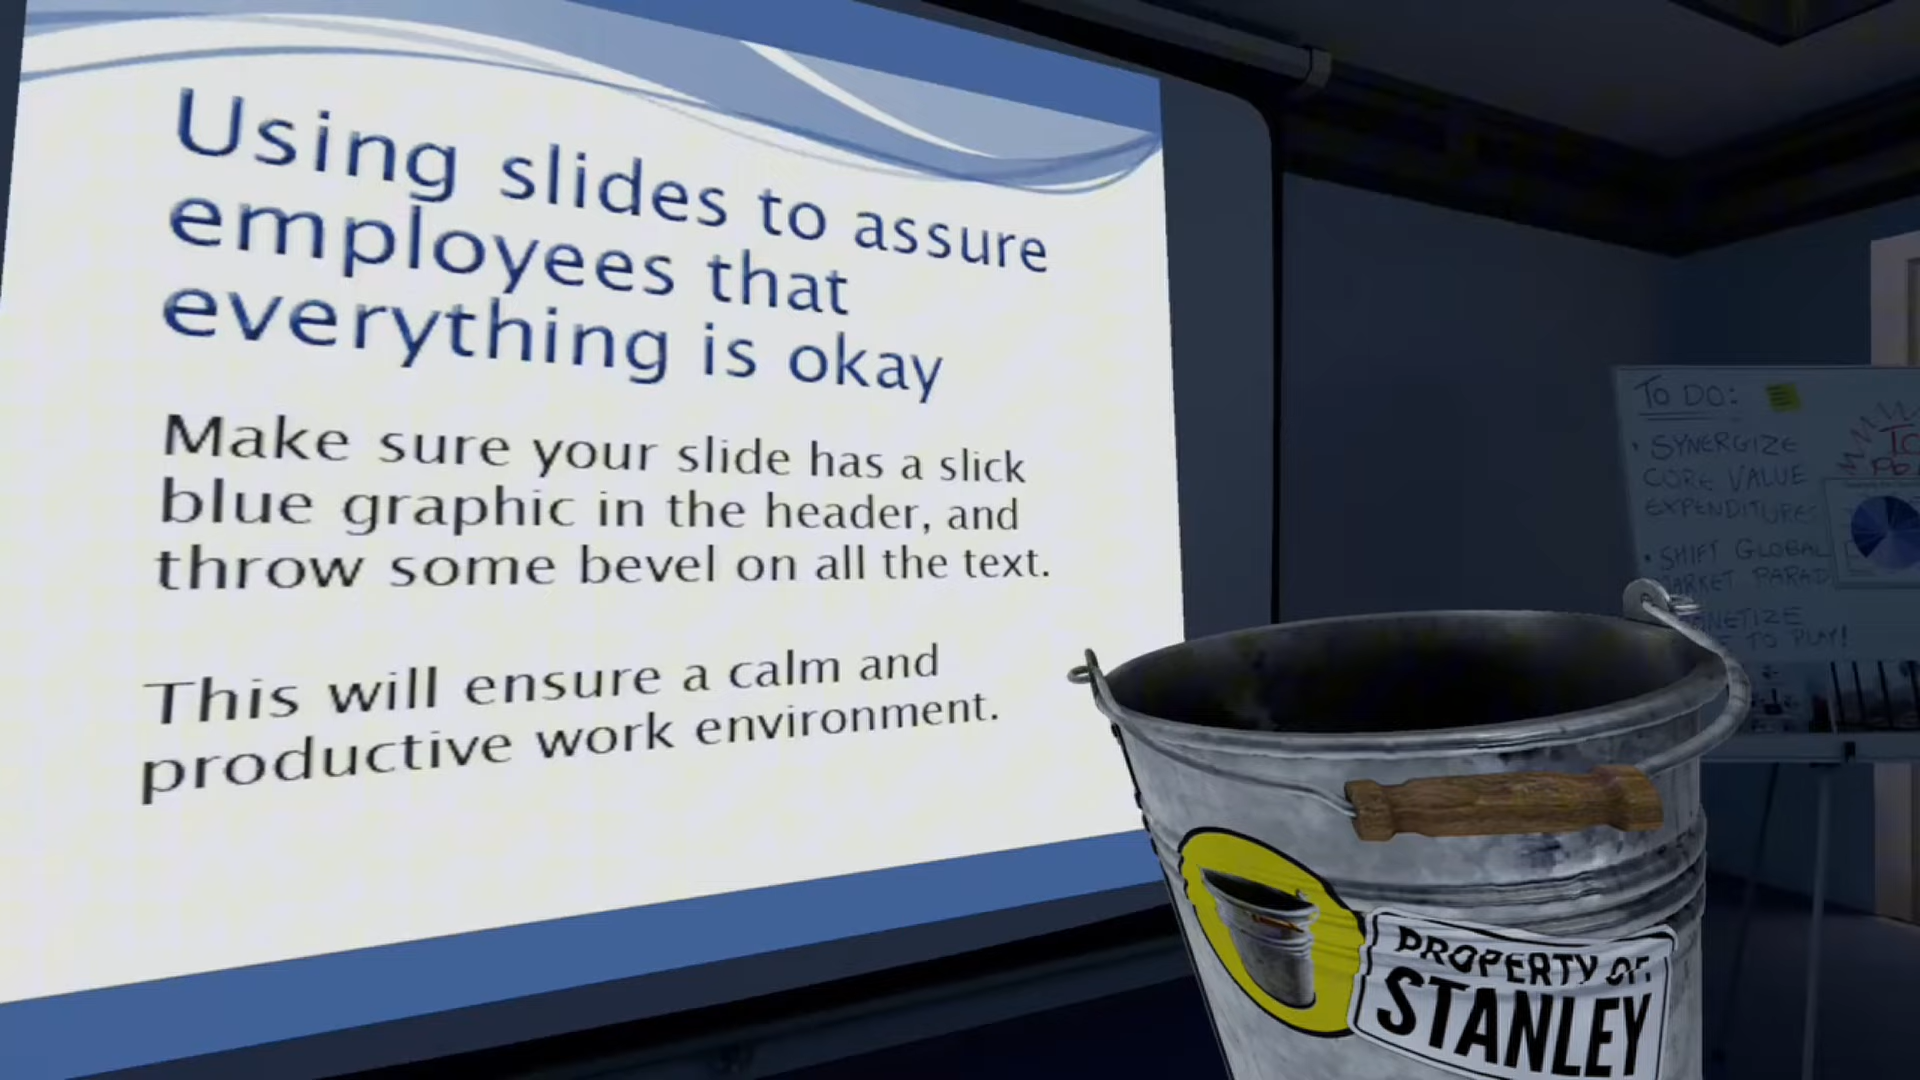 Using slides to assure
employees that
everything is okay
Make sure your slide has a slick
blue graphic in the header, and
throw some bevel on all the text.
This will ensure a calm and
productive work environment.
TO DO:
• SYNERGIZE
CORE VALUE
EXPENDITURE
• SHIFT GLOBAL
TO PLAY!
PROPERTY OF:
STANLEY